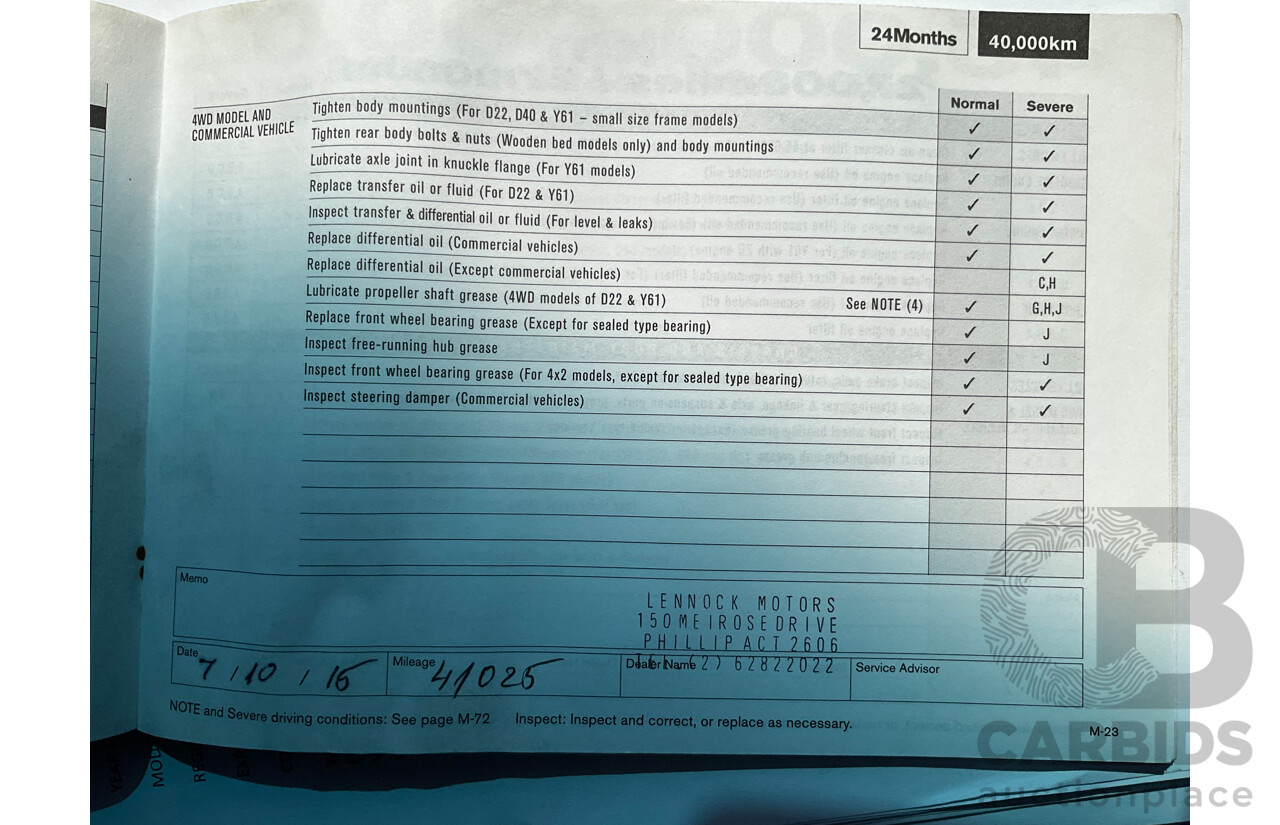 24Months 40,000km
Normal Severe
4WD MODEL AND
COMMERCIAL VEHICLE
Tighten body mountings (For D22, D40 & Y61 – small size frame models) ✓ ✓
Tighten rear body bolts & nuts (Wooden bed models only) and body mountings ✓ ✓
Lubricate axle joint in knuckle flange (For Y61 models) ✓ ✓
Replace transfer oil or fluid (For D22 & Y61) ✓ ✓
Inspect transfer & differential oil or fluid (For level & leaks) ✓ ✓
Replace differential oil (Commercial vehicles) ✓ ✓
Replace differential oil (Except commercial vehicles) C,H
Lubricate propeller shaft grease (4WD models of D22 & Y61) See NOTE (4) ✓ G,H,J
Replace front wheel bearing grease (Except for sealed type bearing) ✓ J
Inspect free-running hub grease ✓ J
Inspect front wheel bearing grease (For 4x2 models, except for sealed type bearing) ✓ ✓
Inspect steering damper (Commercial vehicles) ✓ ✓
Memo
LENNOCK MOTORS
150 MELROSE DRIVE
PHILLIP ACT 2606
62822022
Date 7/10/15 Mileage 41025 Dealer Name Service Advisor
NOTE and Severe driving conditions: See page M-72 Inspect: Inspect and correct, or replace as necessary.
M-23
CB
CARBIDS
auctionplace